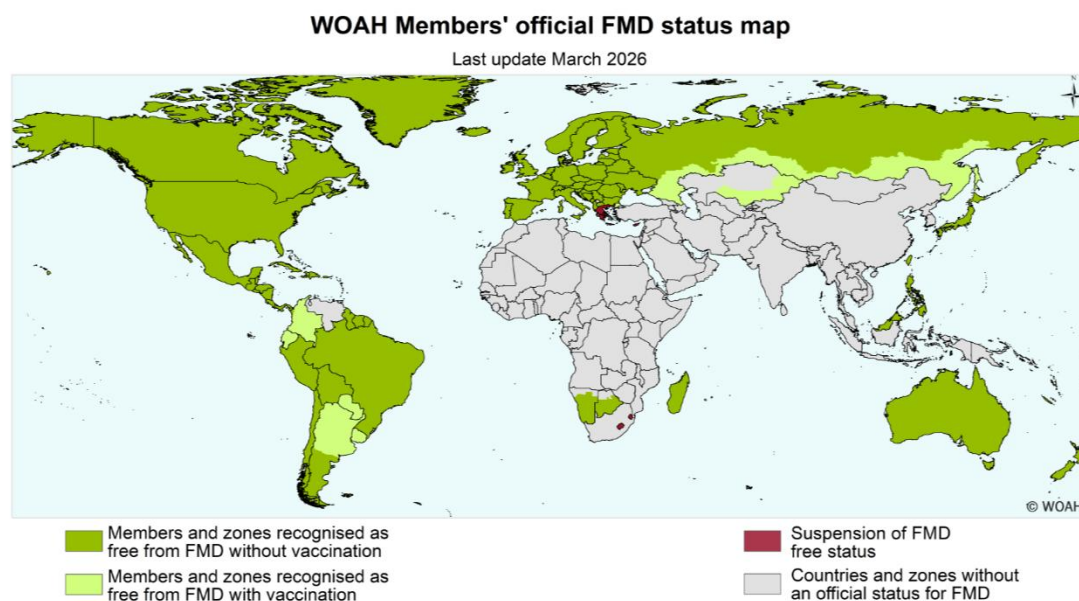 WOAH Members' official FMD status map
Last update March 2026
N
© WOAH
Members and zones recognised as
free from FMD without vaccination
Members and zones recognised as
free from FMD with vaccination
Suspension of FMD
free status
Countries and zones without
an official status for FMD